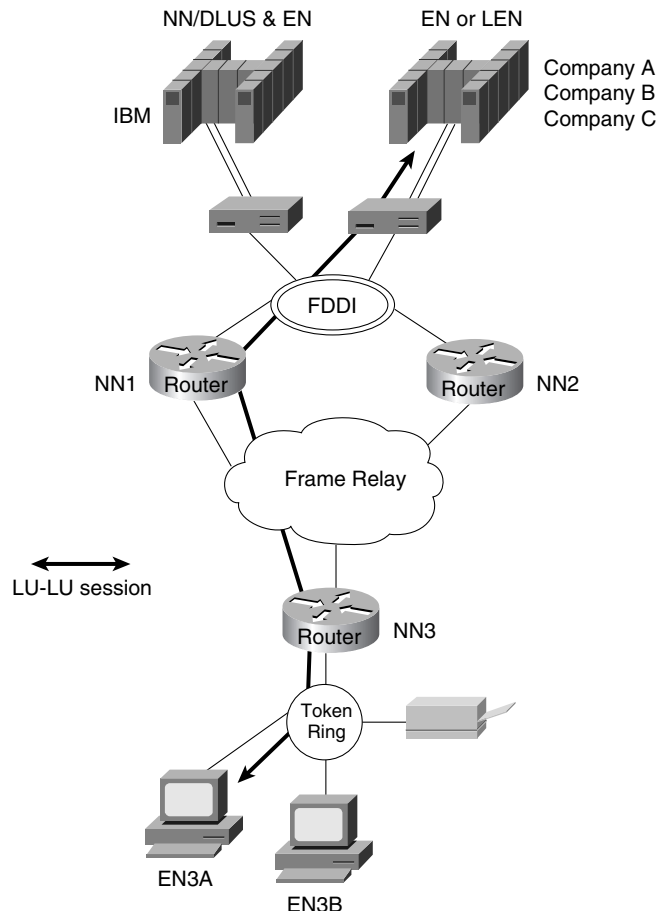 NN/DLUS & EN
EN or LEN
IBM
Company A
Company B
Company C
FDDI
NN1
Router
Router
NN2
Frame Relay
LU-LU session
Router
NN3
Token
Ring
EN3A
EN3B